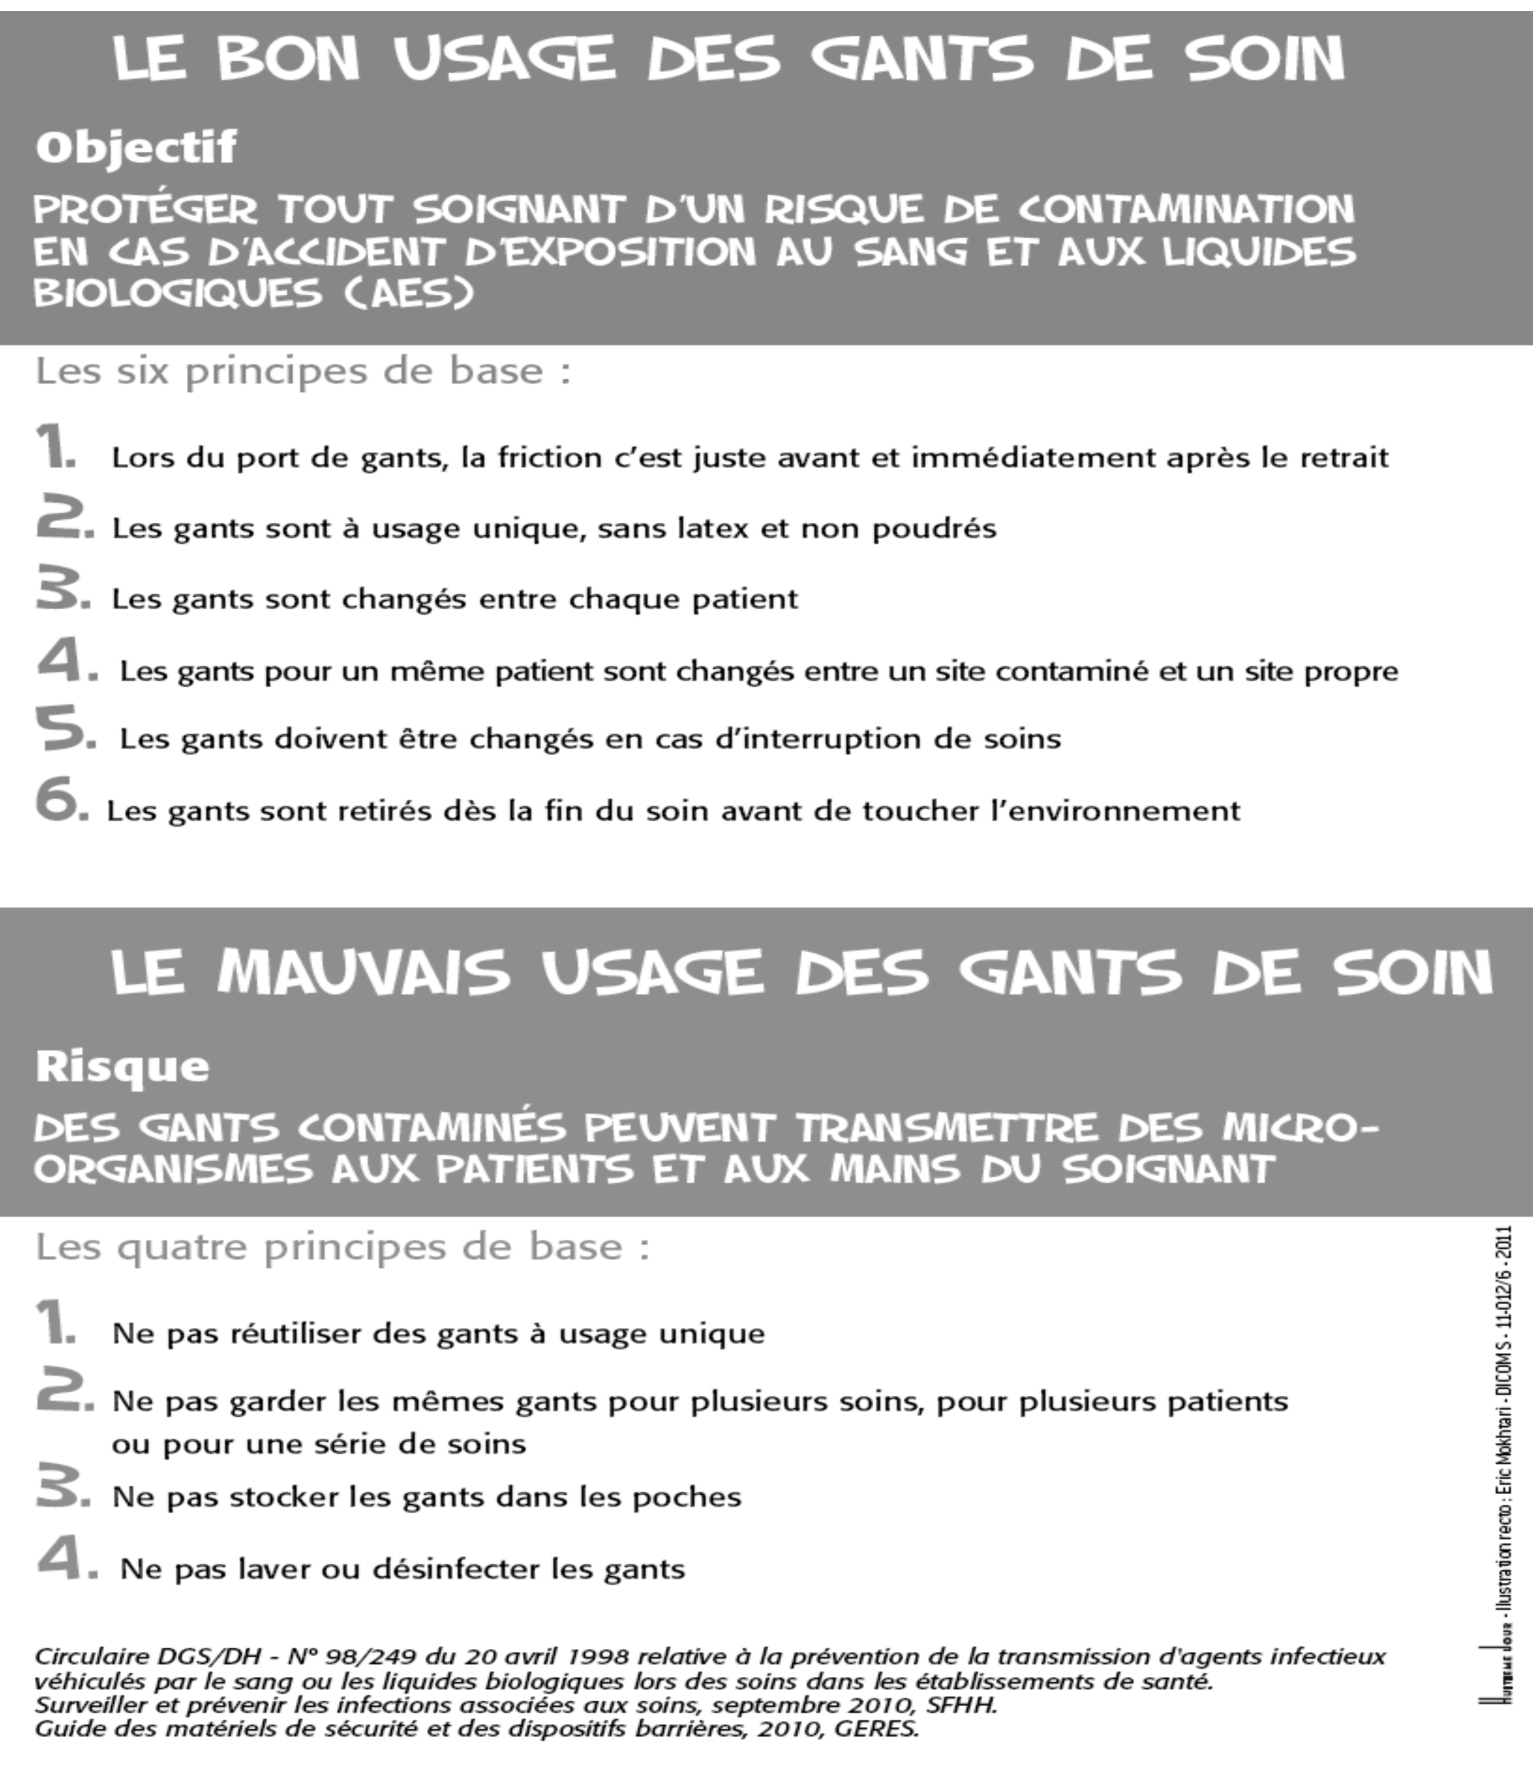 LE BON USAGE DES GANTS DE SOIN
Objectif
PROTÉGER TOUT SOIGNANT D'UN RISQUE DE CONTAMINATION
EN CAS D'ACCIDENT D'EXPOSITION AU SANG ET AUX LIQUIDES
BIOLOGIQUES (AES)
Les six principes de base :
1. Lors du port de gants, la friction c'est juste avant et immédiatement après le retrait
2. Les gants sont à usage unique, sans latex et non poudrés
3. Les gants sont changés entre chaque patient
4. Les gants pour un même patient sont changés entre un site contaminé et un site propre
5. Les gants doivent être changés en cas d'interruption de soins
6. Les gants sont retirés dès la fin du soin avant de toucher l'environnement
LE MAUVAIS USAGE DES GANTS DE SOIN
Risque
DES GANTS CONTAMINÉS PEUVENT TRANSMETTRE DES MICRO-
ORGANISMES AUX PATIENTS ET AUX MAINS DU SOIGNANT
Les quatre principes de base :
1. Ne pas réutiliser des gants à usage unique
2. Ne pas garder les mêmes gants pour plusieurs soins, pour plusieurs patients
ou pour une série de soins
3. Ne pas stocker les gants dans les poches
4. Ne pas laver ou désinfecter les gants
Circulaire DGS/DH - N° 98/249 du 20 avril 1998 relative à la prévention de la transmission d'agents infectieux
véhiculés par le sang ou les liquides biologiques lors des soins dans les établissements de santé.
Surveiller et prévenir les infections associées aux soins, septembre 2010, SFHH.
Guide des matériels de sécurité et des dispositifs barrières, 2010, GERES.
HUITIEME JOUR - Illustration recto : Eric Mokhtari - DICOM S - 11-012/6 - 2011